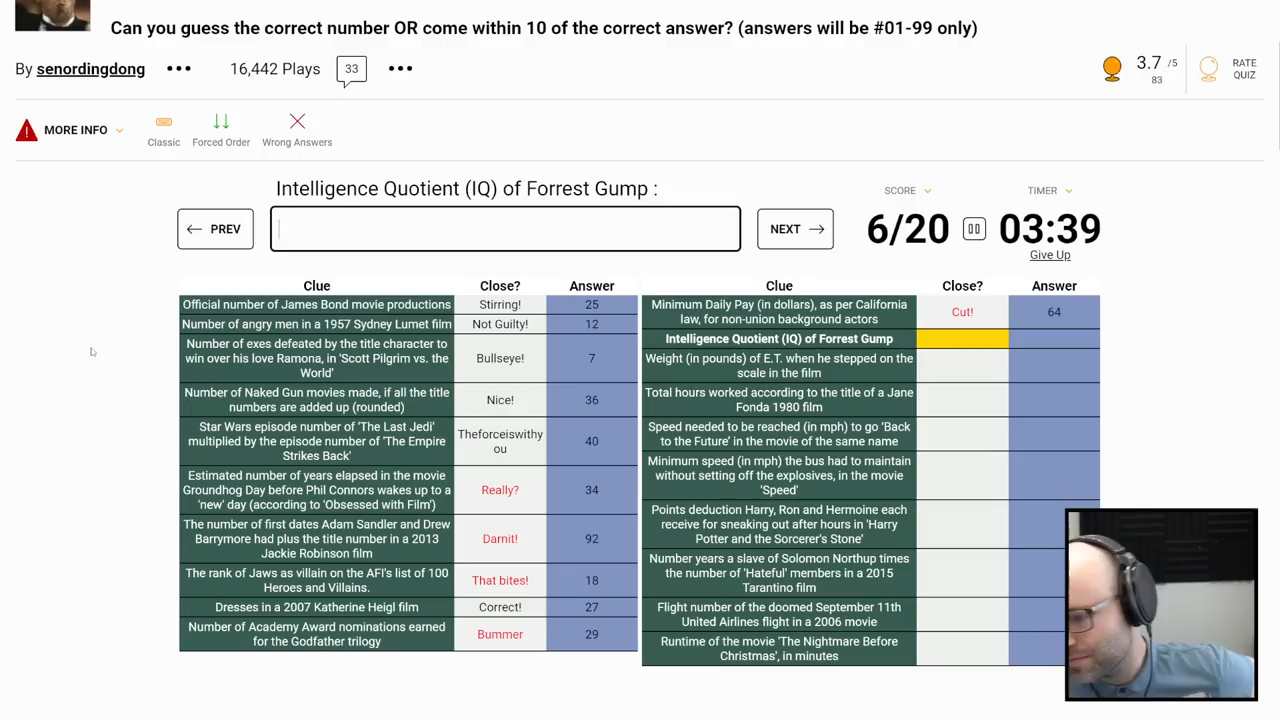 Can you guess the correct number OR come within 10 of the correct answer? (answers will be #01-99 only)
By senordingdong ••• 16,442 Plays 33 •••
3.7 /5
83
RATE
QUIZ
MORE INFO
Classic
Forced Order
Wrong Answers
Intelligence Quotient (IQ) of Forrest Gump :
← PREV
NEXT →
SCORE
6/20
TIMER
03:39
Give Up
Clue Close? Answer
Official number of James Bond movie productions Stirring! 25
Number of angry men in a 1957 Sydney Lumet film Not Guilty! 12
Number of exes defeated by the title character to
win over his love Ramona, in 'Scott Pilgrim vs. the Bullseye! 7
World'
Number of Naked Gun movies made, if all the title Nice! 36
numbers are added up (rounded)
Star Wars episode number of 'The Last Jedi' Theforceiswithy
multiplied by the episode number of 'The Empire 40
Strikes Back' ou
Estimated number of years elapsed in the movie
Groundhog Day before Phil Connors wakes up to a Really? 34
'new' day (according to 'Obsessed with Film')
The number of first dates Adam Sandler and Drew
Barrymore had plus the title number in a 2013 Darnit! 92
Jackie Robinson film
The rank of Jaws as villain on the AFI's list of 100 That bites! 18
Heroes and Villains.
Dresses in a 2007 Katherine Heigl film Correct! 27
Number of Academy Award nominations earned Bummer 29
for the Godfather trilogy
Clue Close? Answer
Minimum Daily Pay (in dollars), as per California Cut! 64
law, for non-union background actors
Intelligence Quotient (IQ) of Forrest Gump
Weight (in pounds) of E.T. when he stepped on the
scale in the film
Total hours worked according to the title of a Jane
Fonda 1980 film
Speed needed to be reached (in mph) to go 'Back
to the Future' in the movie of the same name
Minimum speed (in mph) the bus had to maintain
without setting off the explosives, in the movie
'Speed'
Points deduction Harry, Ron and Hermoine each
receive for sneaking out after hours in 'Harry
Potter and the Sorcerer's Stone'
Number years a slave of Solomon Northup times
the number of 'Hateful' members in a 2015
Tarantino film
Flight number of the doomed September 11th
United Airlines flight in a 2006 movie
Runtime of the movie 'The Nightmare Before
Christmas', in minutes